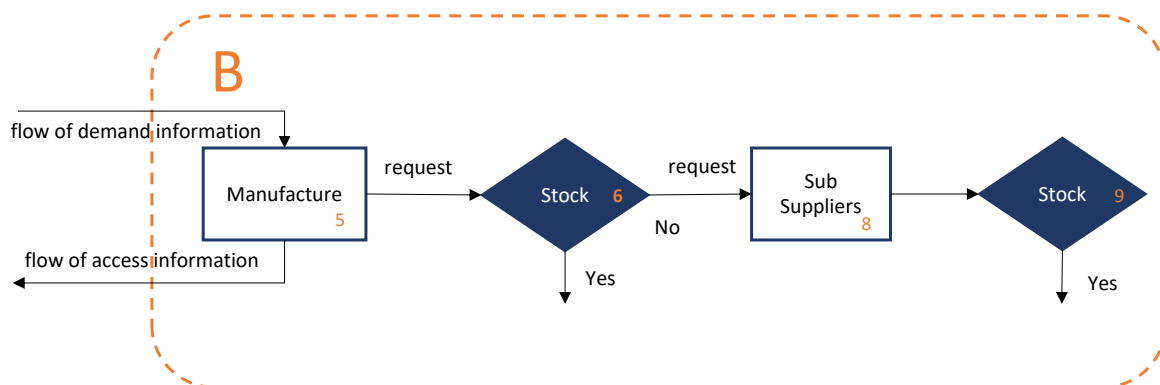 B
flow of demand information
Manufacture
5
request
Stock 6
request
No
Sub
Suppliers
8
Stock 9
flow of access information
Yes
Yes